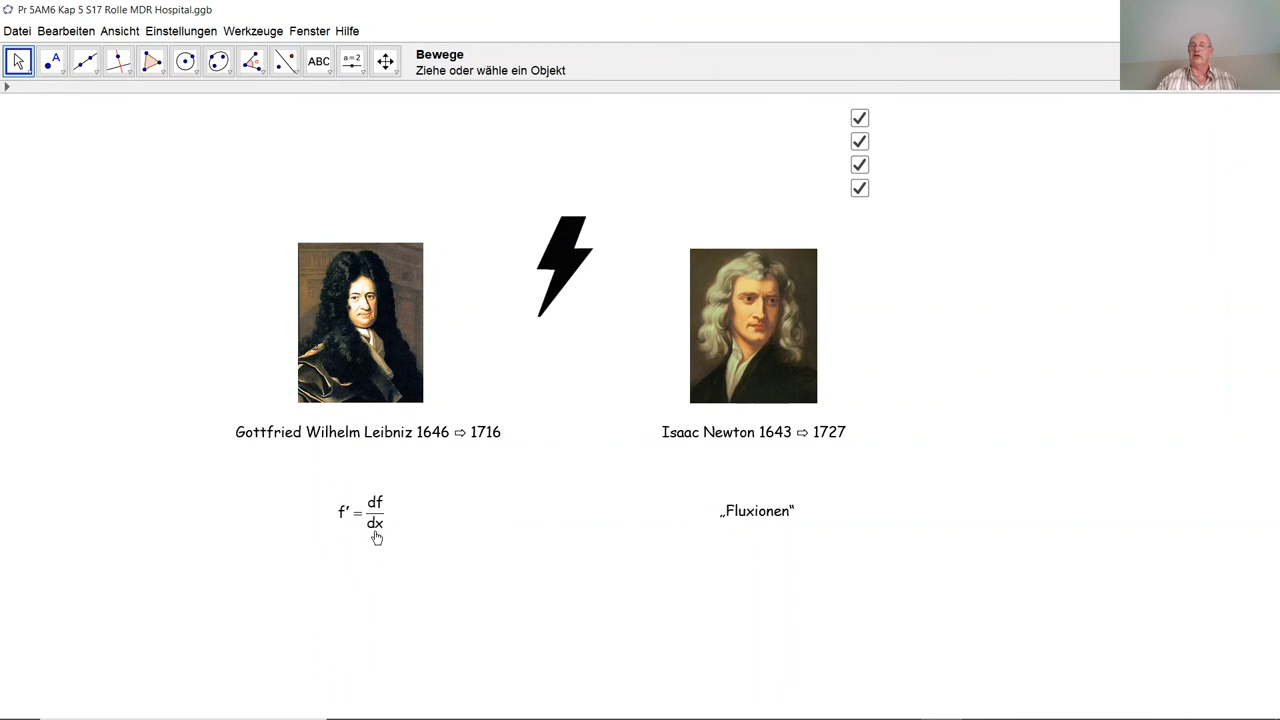 Pr 5AM6 Kap 5 S17 Rolle MDR Hospital.ggb
Datei Bearbeiten Ansicht Einstellungen Werkzeuge Fenster Hilfe
A
ABC
a=2
Bewege
Ziehe oder wähle ein Objekt
Gottfried Wilhelm Leibniz 1646 ⇨ 1716
Isaac Newton 1643 ⇨ 1727
f′ = df/dx
„Fluxionen“